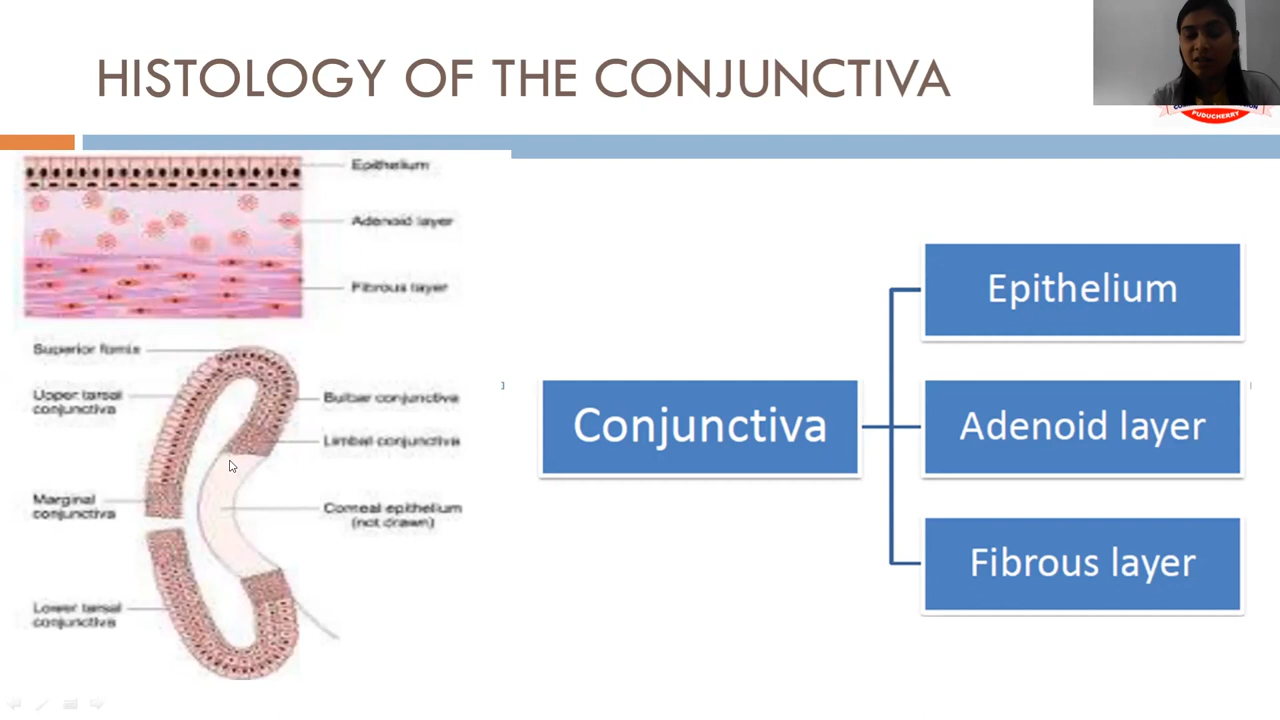 HISTOLOGY OF THE CONJUNCTIVA
PUDUCHERRY
Epithelium
Adenoid layer
Fibrous layer
Superior fornix
Upper tarsal
conjunctiva
Bulbar conjunctiva
Limbal conjunctiva
Marginal
conjunctiva
Corneal epithelium
(not drawn)
Lower tarsal
conjunctiva
Conjunctiva
Epithelium
Adenoid layer
Fibrous layer